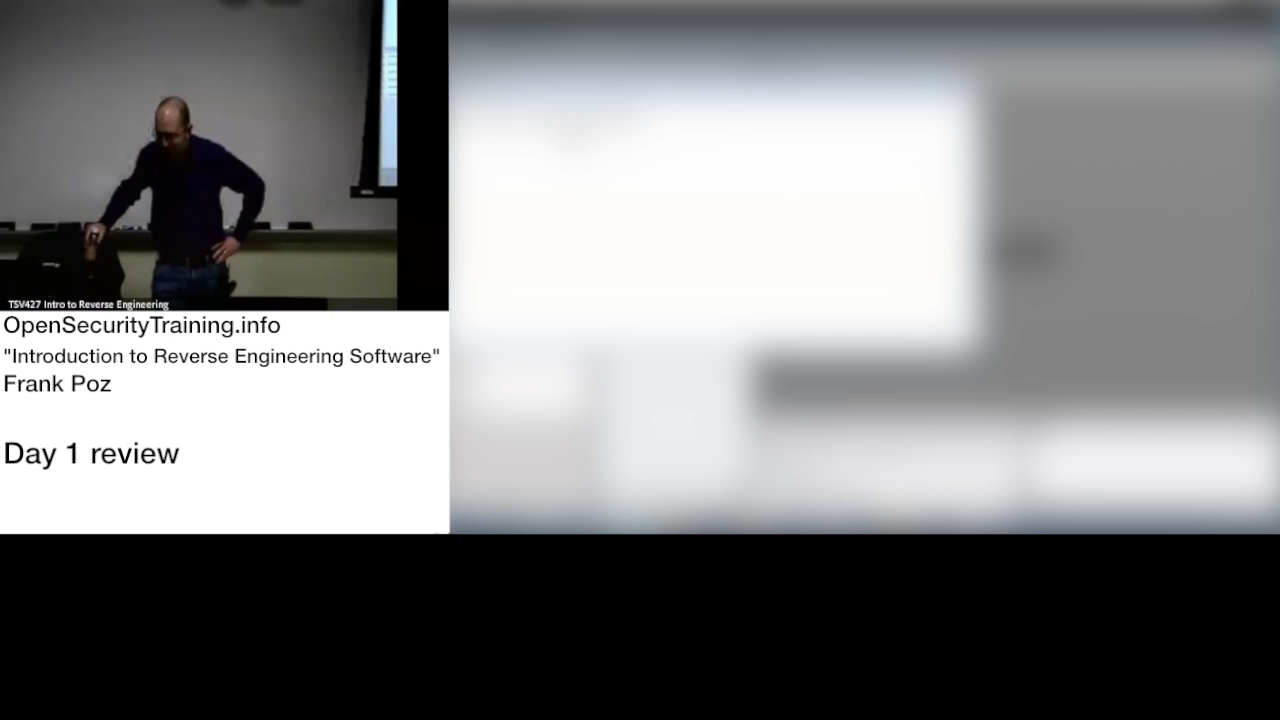 TSV427 Intro to Reverse Engineering
OpenSecurityTraining.info
"Introduction to Reverse Engineering Software"
Frank Poz
Day 1 review